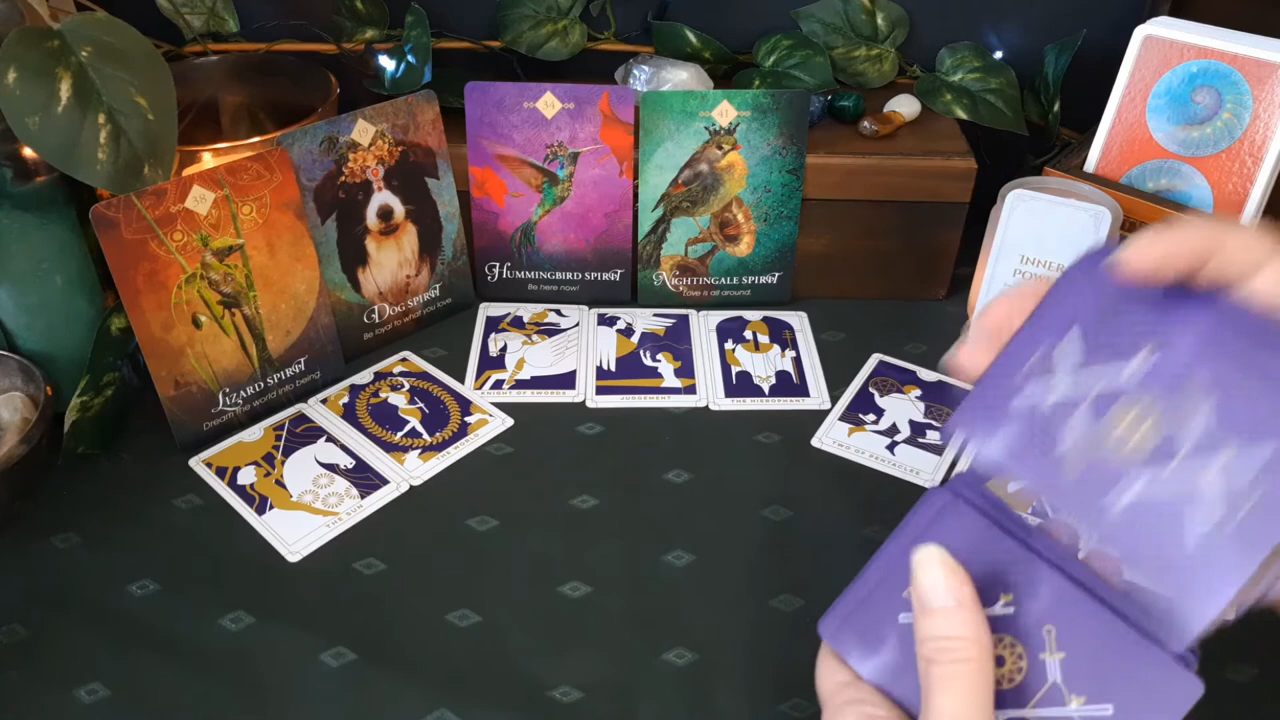 38
LIZARD SPIRIT
Dream the world into being.
19
DOG SPIRIT
Be loyal to what you love.
34
HUMMINGBIRD SPIRIT
Be here now!
41
NIGHTINGALE SPIRIT
Love is all around.
THE SUN
THE WORLD
KNIGHT OF SWORDS
JUDGEMENT
THE HIEROPHANT
TWO OF PENTACLES
INNER